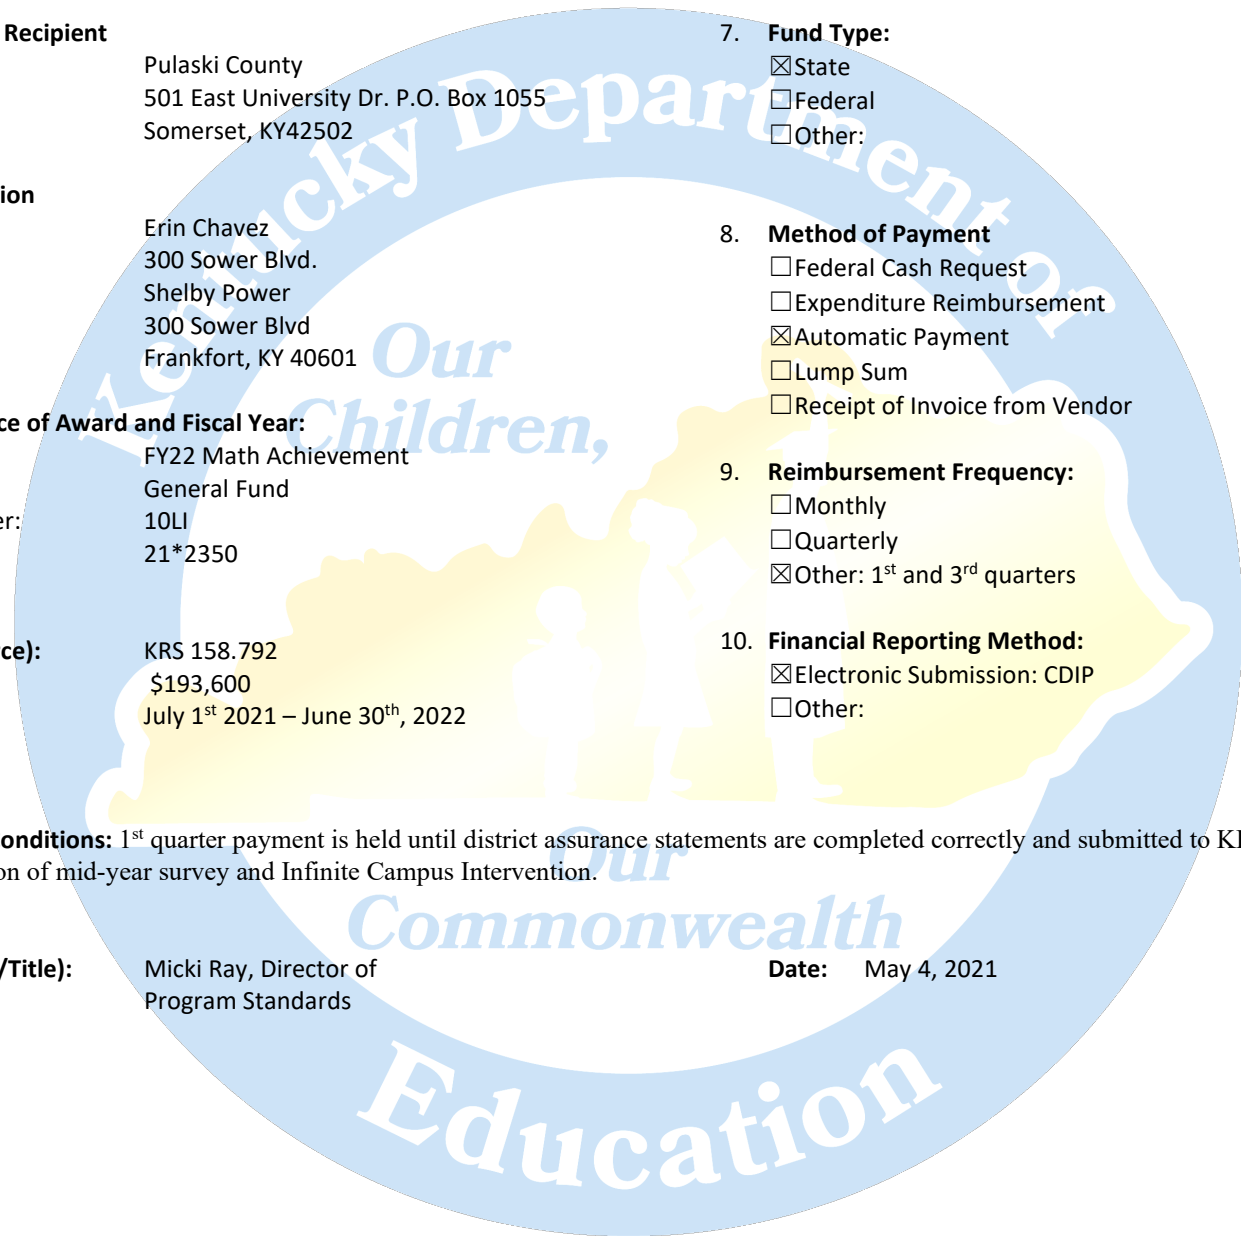 Recipient
Pulaski County
501 East University Dr. P.O. Box 1055
Somerset, KY42502
tion
Erin Chavez
300 Sower Blvd.
Shelby Power
300 Sower Blvd
Frankfort, KY 40601
ce of Award and Fiscal Year:
FY22 Math Achievement
General Fund
er: 10LI
21*2350
rce): KRS 158.792
$193,600
July 1st 2021 – June 30th, 2022
7. Fund Type:
☒State
☐Federal
☐Other:
8. Method of Payment
☐Federal Cash Request
☐Expenditure Reimbursement
☒Automatic Payment
☐Lump Sum
☐Receipt of Invoice from Vendor
9. Reimbursement Frequency:
☐Monthly
☐Quarterly
☒Other: 1st and 3rd quarters
10. Financial Reporting Method:
☒Electronic Submission: CDIP
☐Other:
onditions: 1st quarter payment is held until district assurance statements are completed correctly and submitted to
on of mid-year survey and Infinite Campus Intervention.
/Title): Micki Ray, Director of
Program Standards
Date: May 4, 2021
Kentucky Department of
Education
Our
Children,
Our
Commonwealth